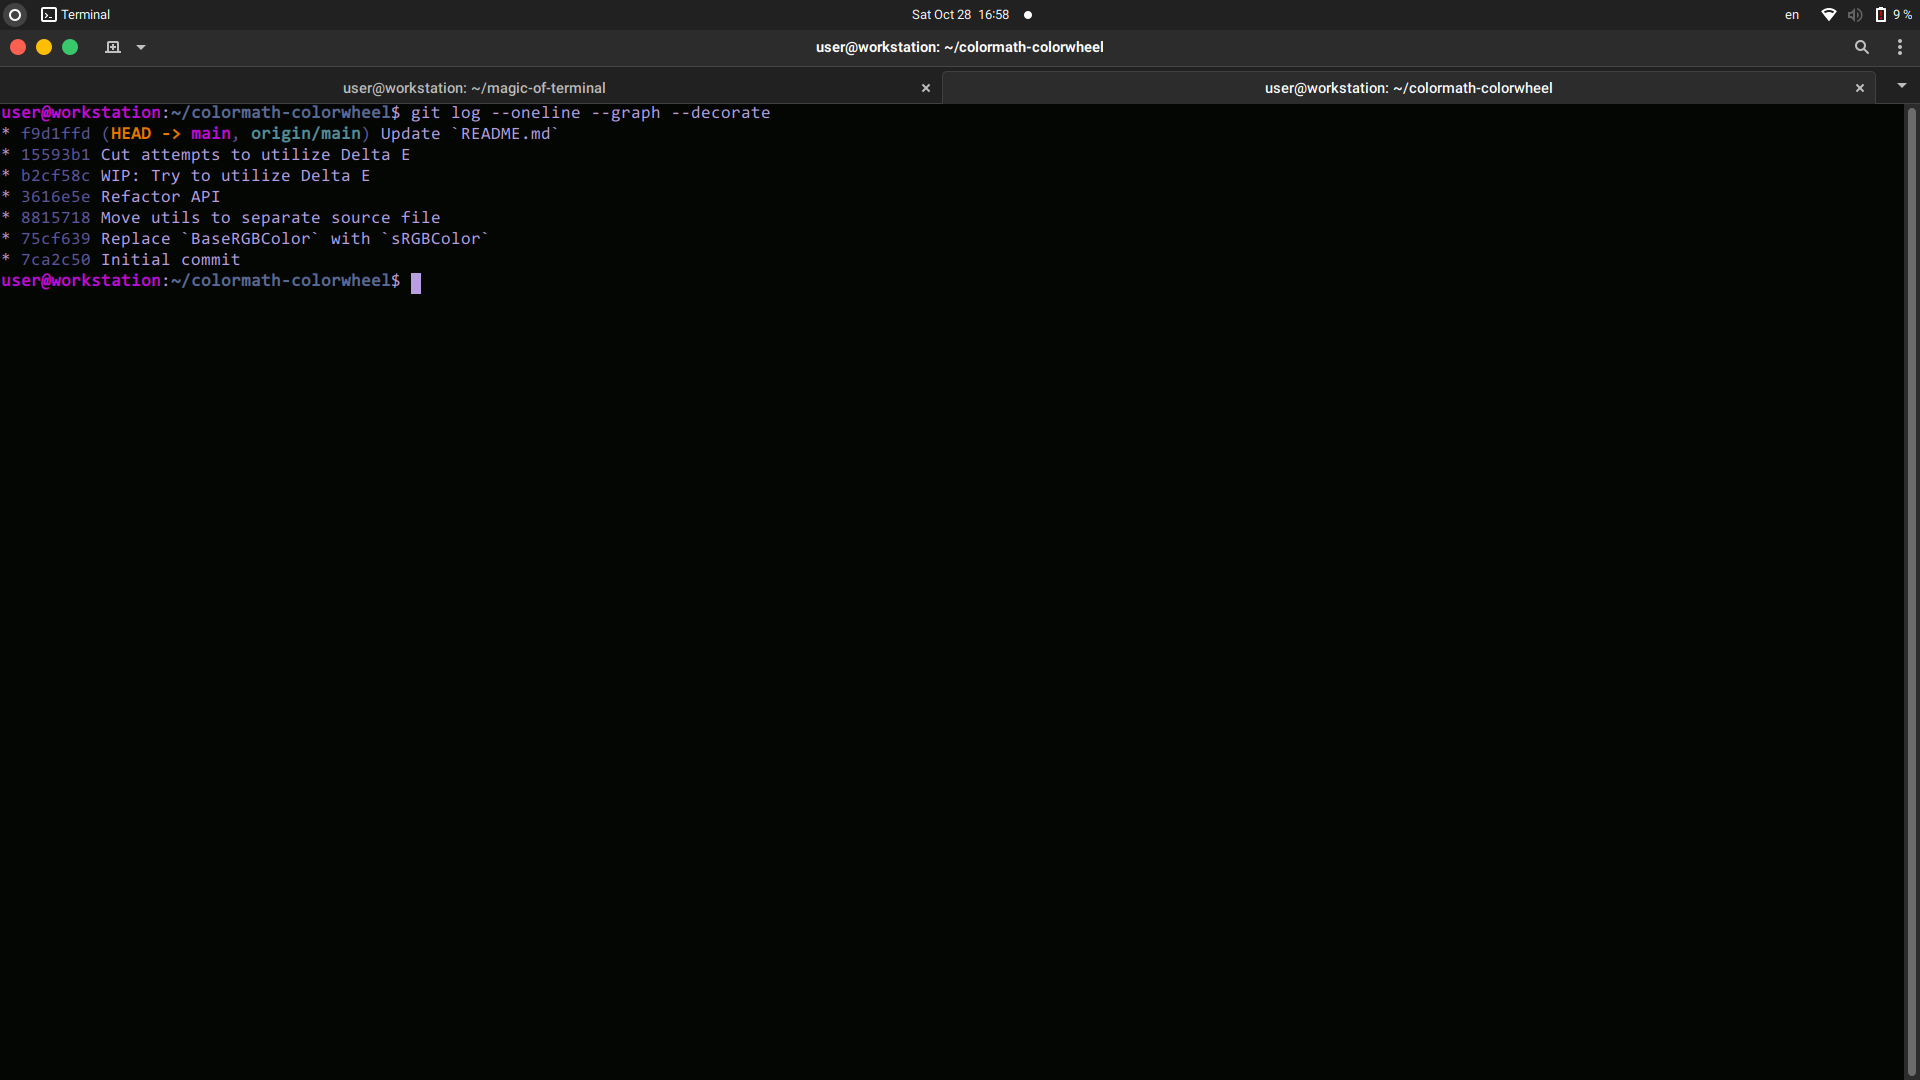 Terminal
Sat Oct 28 16:58
en
9 %
user@workstation: ~/colormath-colorwheel
user@workstation: ~/magic-of-terminal
user@workstation: ~/colormath-colorwheel
user@workstation:~/colormath-colorwheel$ git log --oneline --graph --decorate
* f9d1ffd (HEAD -> main, origin/main) Update `README.md`
* 15593b1 Cut attempts to utilize Delta E
* b2cf58c WIP: Try to utilize Delta E
* 3616e5e Refactor API
* 8815718 Move utils to separate source file
* 75cf639 Replace `BaseRGBColor` with `sRGBColor`
* 7ca2c50 Initial commit
user@workstation:~/colormath-colorwheel$